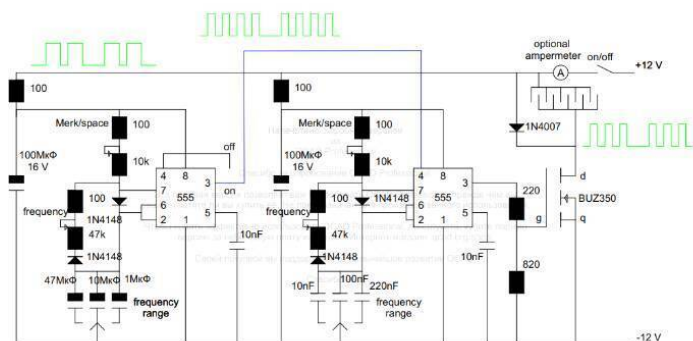 optional
ampermeter
on/off
+12 V
A
100
100
Merk/space
100
Merk/space
100
1N4007
100МкФ
16 V
10k
off
100МкФ
16 V
10k
4
8
3
on
7
6
555
5
2
1
4
8
3
7
6
555
5
2
1
100
1N4148
frequency
47k
1N4148
10nF
100
1N4148
frequency
47k
1N4148
10nF
220
g
d
BUZ350
q
820
47МкФ
10МкФ
1МкФ
frequency
range
10nF
100nF
220nF
frequency
range
-12 V